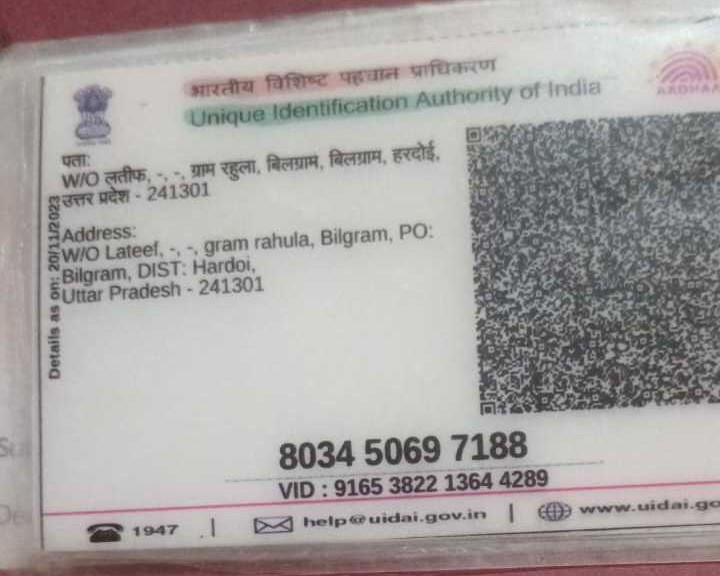 भारतीय विशिष्ट पहचान प्राधिकरण
Unique Identification Authority of India
AADHAA
पता:
W/O लतीफ, -, -, ग्राम रहुला, बिलग्राम, बिलग्राम, हरदोई,
उत्तर प्रदेश - 241301
Address:
W/O Lateef, -, -, gram rahula, Bilgram, PO:
Bilgram, DIST: Hardoi,
Uttar Pradesh - 241301
Details as on: 20/11/2023
8034 5069 7188
VID : 9165 3822 1364 4289
1947 | help@uidai.gov.in | www.uidai.go